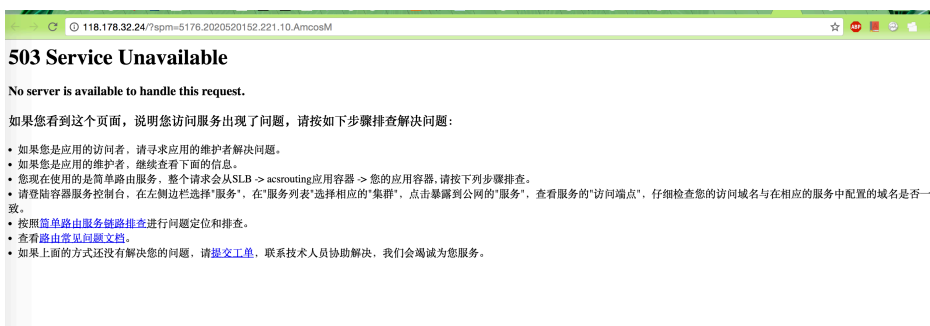 118.178.32.24/?spm=5176.2020520152.221.10.AmcosM
ABP
503 Service Unavailable
No server is available to handle this request.
如果您看到这个页面，说明您访问服务出现了问题，请按如下步骤排查解决问题：
• 如果您是应用的访问者，请寻求应用的维护者解决问题。
• 如果您是应用的维护者，继续查看下面的信息。
• 您现在使用的是简单路由服务，整个请求会从SLB -> acsrouting应用容器 -> 您的应用容器,请按下列步骤排查。
• 请登陆容器服务控制台，在左侧边栏选择"服务"，在"服务列表"选择相应的"集群"，点击暴露到公网的"服务"，查看服务的"访问端点"，仔细检查您的访问域名与在相应的服务中配置的域名是否一
致。
• 按照简单路由服务链路排查进行问题定位和排查。
• 查看路由常见问题文档。
• 如果上面的方式还没有解决您的问题，请提交工单，联系技术人员协助解决，我们会竭诚为您服务。